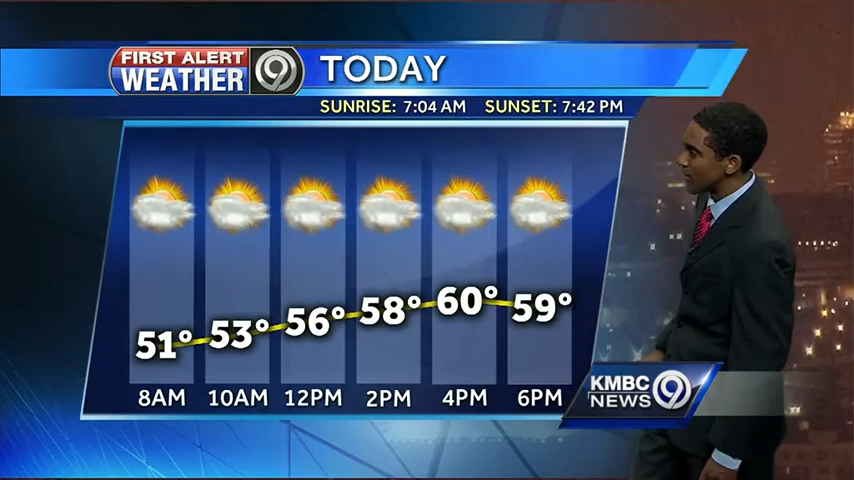 FIRST ALERT
WEATHER 9
TODAY
SUNRISE: 7:04 AM SUNSET: 7:42 PM
51° 53° 56° 58° 60° 59°
8AM 10AM 12PM 2PM 4PM 6PM
KMBC 9
NEWS